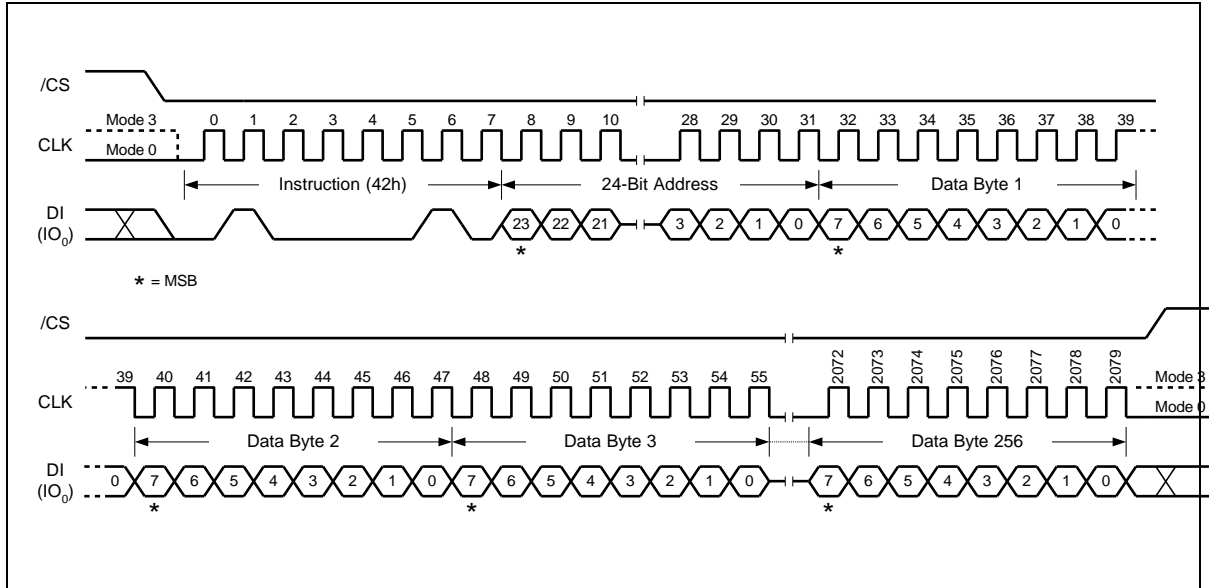 /CS
Mode 3
0 1 2 3 4 5 6 7 8 9 10 28 29 30 31 32 33 34 35 36 37 38 39
CLK
Mode 0
Instruction (42h) 24-Bit Address Data Byte 1
DI
(IO0)
23 22 21 3 2 1 0 7 6 5 4 3 2 1 0
* *
* = MSB
/CS
39 40 41 42 43 44 45 46 47 48 49 50 51 52 53 54 55 2072 2073 2074 2075 2076 2077 2078 2079
Mode 3
CLK
Mode 0
Data Byte 2 Data Byte 3 Data Byte 256
DI
(IO0)
0 7 6 5 4 3 2 1 0 7 6 5 4 3 2 1 0 7 6 5 4 3 2 1 0
* * *